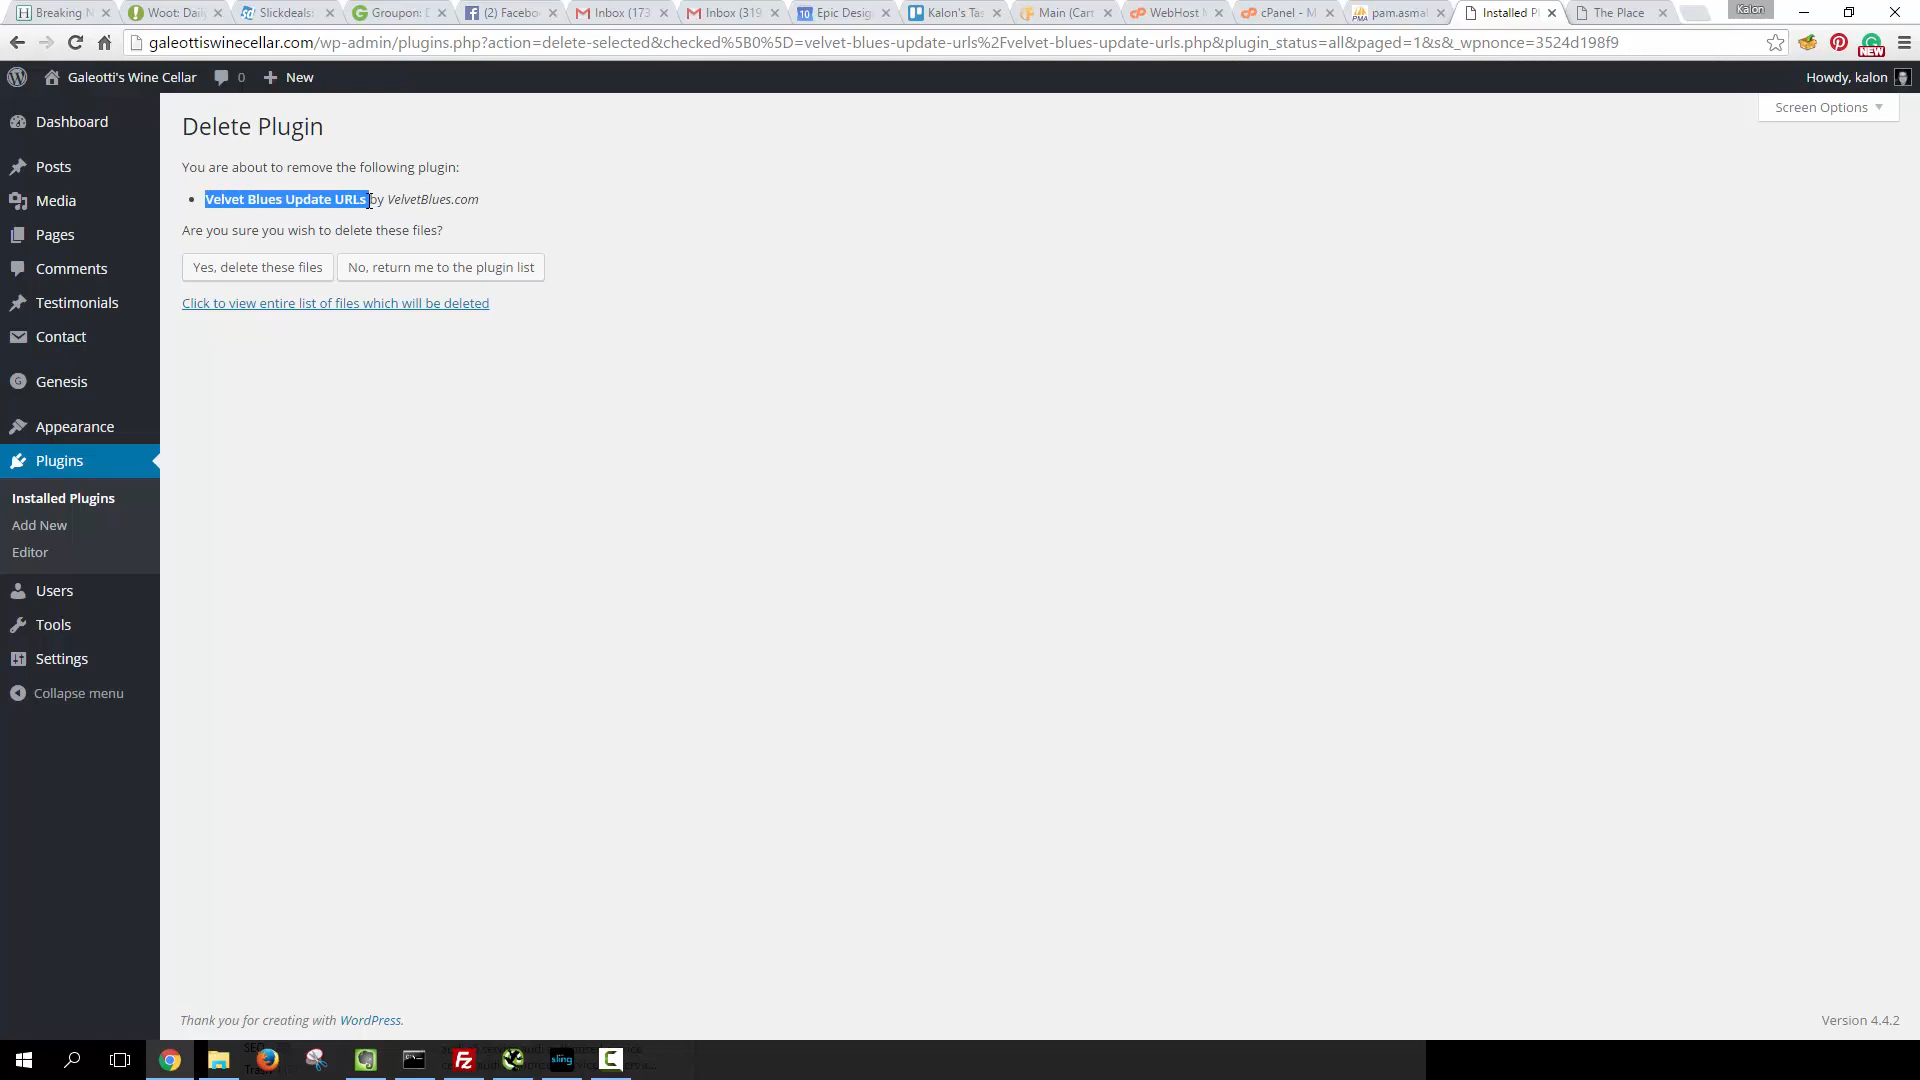 Breaking N
Woot: Dail
Slickdeals:
Groupon: D
(2) Facebo
Inbox (173
Inbox (319
Epic Desig
Kalon's Tas
Main (Cart
WebHost M
cPanel - M
pam.asmal
Installed P
The Place
Kalon
galeottiswinecellar.com/wp-admin/plugins.php?action=delete-selected&checked%5B0%5D=velvet-blues-update-urls%2Fvelvet-blues-update-urls.php&plugin_status=all&paged=1&s&_wpnonce=3524d198f9
NEW
Galeotti's Wine Cellar
0
New
Howdy, kalon
Screen Options
Dashboard
Posts
Media
Pages
Comments
Testimonials
Contact
Genesis
Appearance
Plugins
Installed Plugins
Add New
Editor
Users
Tools
Settings
Collapse menu
Delete Plugin
You are about to remove the following plugin:
Velvet Blues Update URLs by VelvetBlues.com
Are you sure you wish to delete these files?
Yes, delete these files
No, return me to the plugin list
Click to view entire list of files which will be deleted
Thank you for creating with WordPress.
Version 4.4.2
sling